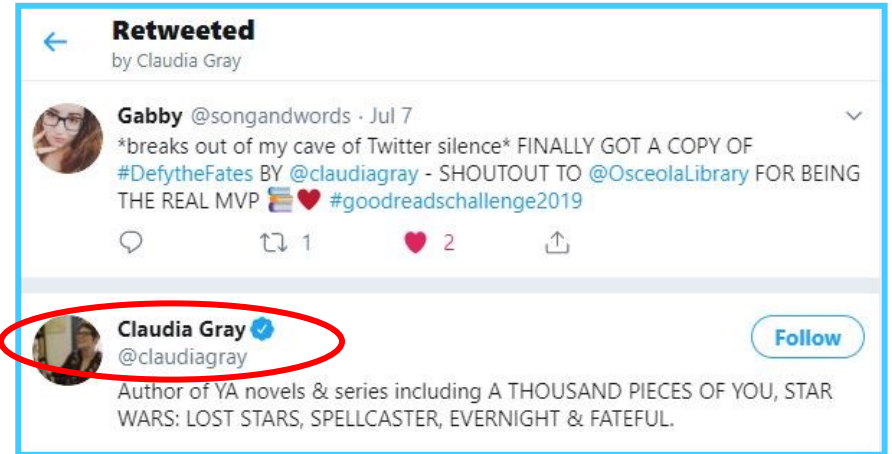 Retweeted
by Claudia Gray
Gabby @songandwords · Jul 7
*breaks out of my cave of Twitter silence* FINALLY GOT A COPY OF
#DefytheFates BY @claudiagray - SHOUTOUT TO @OsceolaLibrary FOR BEING
THE REAL MVP 📚♥️ #goodreadschallenge2019
1 2
Claudia Gray
Follow
@claudiagray
Author of YA novels & series including A THOUSAND PIECES OF YOU, STAR
WARS: LOST STARS, SPELLCASTER, EVERNIGHT & FATEFUL.